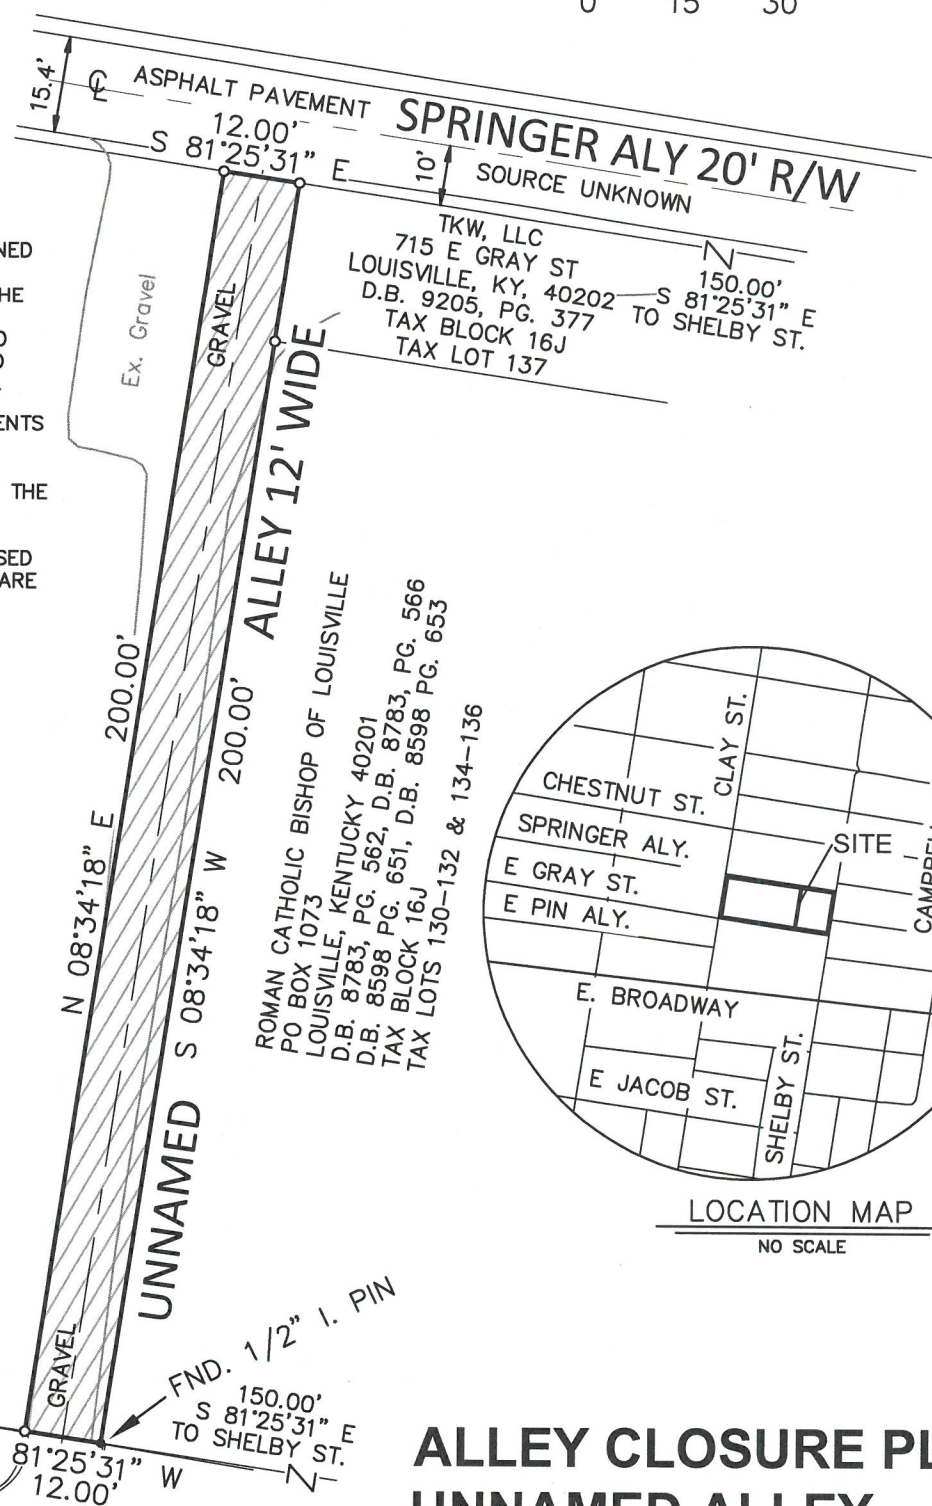 0 15 30
15.4'
℄
ASPHALT PAVEMENT
SPRINGER ALY 20' R/W
12.00'
S 81°25'31" E
10'
SOURCE UNKNOWN
TKW, LLC
715 E GRAY ST
LOUISVILLE, KY, 40202
D.B. 9205, PG. 377
TAX BLOCK 16J
TAX LOT 137
150.00'
S 81°25'31" E
TO SHELBY ST.
HE
ENTS
THE
ARE
Ex. Gravel
GRAVEL
UNNAMED ALLEY 12' WIDE
N 08°34'18" E 200.00'
S 08°34'18" W 200.00'
ROMAN CATHOLIC BISHOP OF LOUISVILLE
PO BOX 1073
LOUISVILLE, KENTUCKY 40201
D.B. 8783, PG. 562, D.B. 8783, PG. 566
D.B. 8598 PG. 651, D.B. 8598 PG. 653
TAX BLOCK 16J
TAX LOTS 130-132 & 134-136
CLAY ST.
CHESTNUT ST.
SPRINGER ALY.
E GRAY ST.
E PIN ALY.
SITE
CAMPBEL
E. BROADWAY
E JACOB ST.
SHELBY ST.
LOCATION MAP
NO SCALE
GRAVEL
FND. 1/2" I. PIN
150.00'
S 81°25'31" E
TO SHELBY ST.
81°25'31" W
12.00'
ALLEY CLOSURE PL
UNNAMED ALLEY